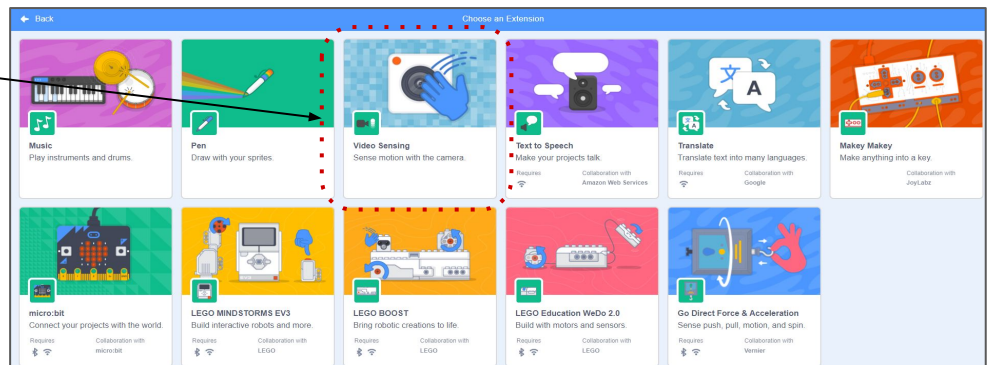 Back
Choose an Extension
Music
Play instruments and drums.
Pen
Draw with your sprites.
Video Sensing
Sense motion with the camera.
Text to Speech
Make your projects talk.
Requires
Collaboration with
Amazon Web Services
Translate
Translate text into many languages.
Requires
Collaboration with
Google
文
A
Makey Makey
Make anything into a key.
Collaboration with
JoyLabz
micro:bit
Connect your projects with the world.
Requires
Collaboration with
micro:bit
LEGO MINDSTORMS EV3
Build interactive robots and more.
Requires
Collaboration with
LEGO
LEGO BOOST
Bring robotic creations to life.
Requires
Collaboration with
LEGO
LEGO Education WeDo 2.0
Build with motors and sensors.
Requires
Collaboration with
LEGO
Go Direct Force & Acceleration
Sense push, pull, motion, and spin.
Requires
Collaboration with
Vernier